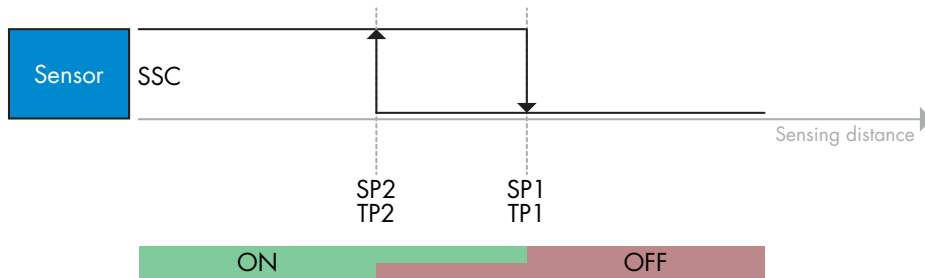 Sensor
SSC
Sensing distance
SP2
TP2
SP1
TP1
ON
OFF